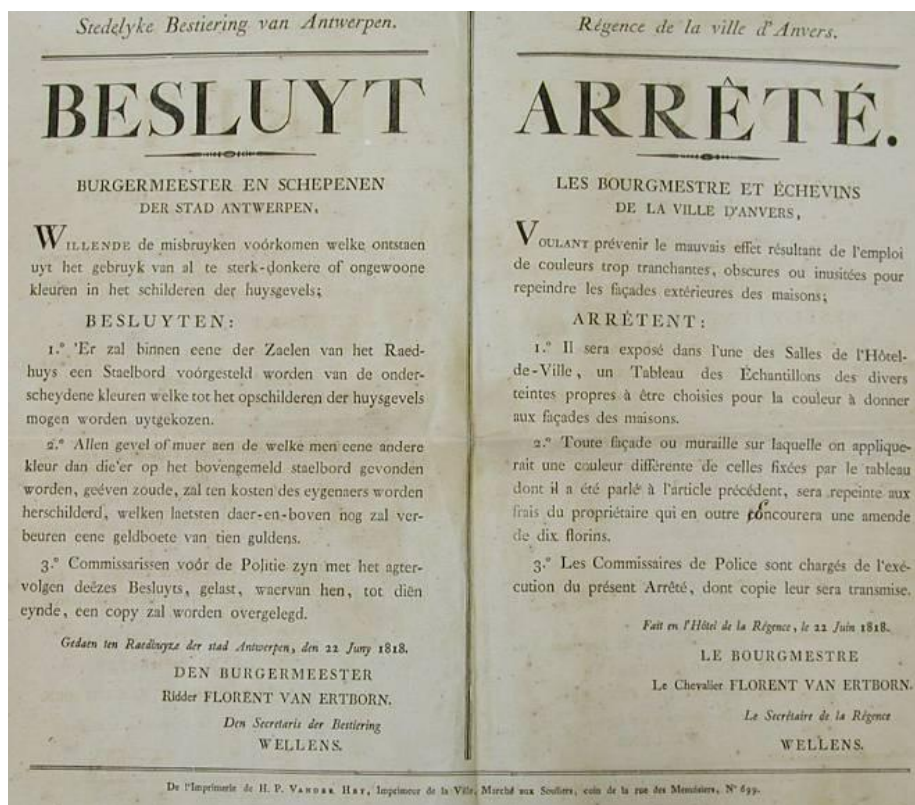 Stedelyke Bestiering van Antwerpen.
BESLUYT
BURGERMEESTER EN SCHEPENEN
DER STAD ANTWERPEN,
WILLENDE de misbruyken voórkomen welke ontstaen
uyt het gebruyk van al te sterk-donkere of ongewoone
kleuren in het schilderen der huysgevels;
BESLUYTEN:
1.º 'Er zal binnen eene der Zaelen van het Raed-
huys een Staelbord voórgesteld worden van de onder-
scheydene kleuren welke tot het opschilderen der huysgevels
mogen worden uytgekozen.
2.º Allen gevel of muer aen de welke men eene andere
kleur dan die'er op het bovengemeld staelbord gevonden
worden, geéven zoude, zal ten kosten des eygenaers worden
herschilderd, welken laetsten daer-en-boven nog zal ver-
beuren eene geldboete van tien guldens.
3.º Commissarissen voór de Politie zyn met het agter-
volgen deézes Besluyts, gelast, waervan hen, tot diën
eynde, een copy zal worden overgelegd.
Gedaen ten Raedhuyze der stad Antwerpen, den 22 Juny 1818.
DEN BURGERMEESTER
Ridder FLORENT VAN ERTBORN.
Den Secretaris der Bestiering
WELLENS.
Régence de la ville d'Anvers.
ARRÊTÉ.
LES BOURGMESTRE ET ÉCHEVINS
DE LA VILLE D'ANVERS,
VOULANT prévenir le mauvais effet résultant de l'emploi
de couleurs trop tranchantes, obscures ou inusitées pour
repeindre les façades extérieures des maisons;
ARRÊTENT:
1.º Il sera exposé dans l'une des Salles de l'Hôtel-
de-Ville, un Tableau des Échantillons des divers
teintes propres à être choisies pour la couleur à donner
aux façades des maisons.
2.º Toute façade ou muraille sur laquelle on applique-
rait une couleur différente de celles fixées par le tableau
dont il a été parlé à l'article précédent, sera repeinte aux
frais du propriétaire qui en outre encourera une amende
de dix florins.
3.º Les Commissaires de Police sont chargés de l'exé-
cution du présent Arrêté, dont copie leur sera transmise.
Fait en l'Hôtel de la Régence, le 22 Juin 1818.
LE BOURGMESTRE
Le Chevalier FLORENT VAN ERTBORN.
Le Secrétaire de la Régence
WELLENS.
De l'Imprimerie de H. P. VANDER HEY, Imprimeur de la Ville, Marché aux Souliers, coin de la rue des Menuisiers, Nº 699.